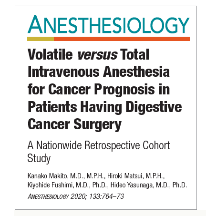 ANESTHESIOLOGY
Volatile versus Total
Intravenous Anesthesia
for Cancer Prognosis in
Patients Having Digestive
Cancer Surgery
A Nationwide Retrospective Cohort
Study
Kanako Makito, M.D., M.P.H., Hiroki Matsui, M.P.H.,
Kiyohide Fushimi, M.D., Ph.D., Hideo Yasunaga, M.D., Ph.D.
ANESTHESIOLOGY 2020; 133:764–73